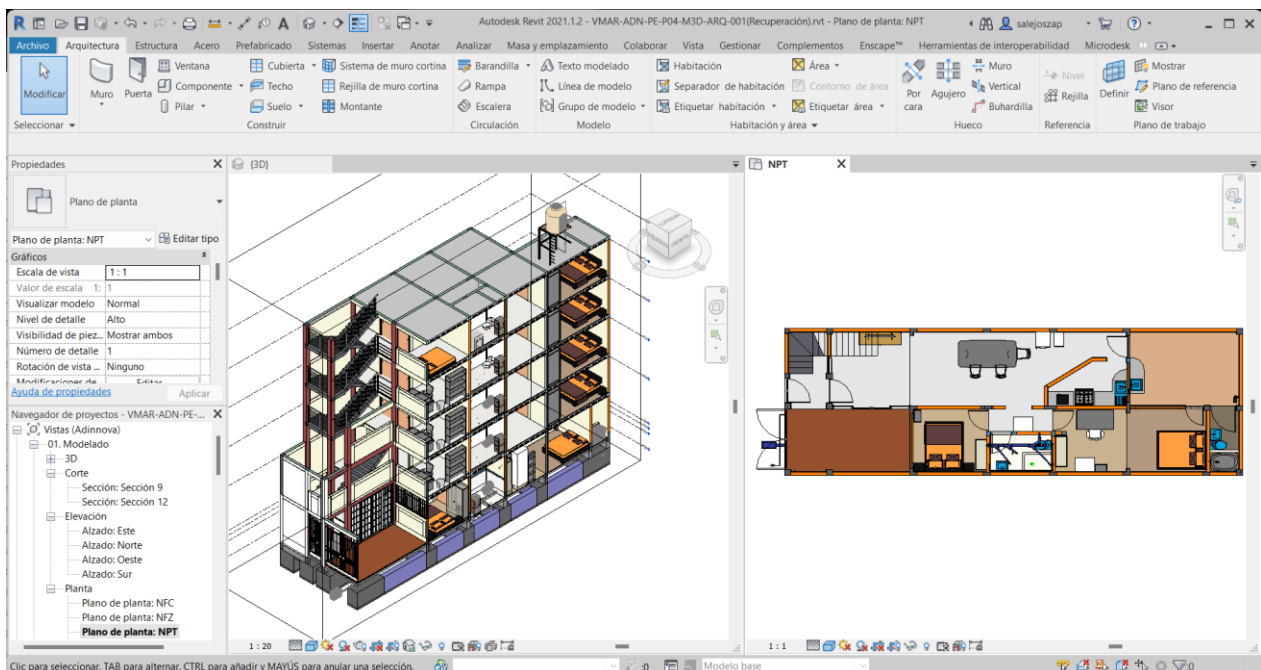 Autodesk Revit 2021.1.2 - VMAR-ADN-PE-P04-M3D-ARQ-001(Recuperación).rvt - Plano de planta: NPT
salejoszap
Archivo Arquitectura Estructura Acero Prefabricado Sistemas Insertar Anotar Analizar Masa y emplazamiento Colaborar Vista Gestionar Complementos Enscape™ Herramientas de interoperabilidad Microdesk
Modificar
Muro
Puerta
Ventana
Componente
Pilar
Cubierta
Techo
Suelo
Sistema de muro cortina
Rejilla de muro cortina
Montante
Barandilla
Rampa
Escalera
Texto modelado
Línea de modelo
Grupo de modelo
Habitación
Separador de habitación
Etiquetar habitación
Área
Contorno de área
Etiquetar área
Por cara
Agujero
Muro
Vertical
Buhardilla
Nivel
Rejilla
Definir
Mostrar
Plano de referencia
Visor
Seleccionar Construir Circulación Modelo Habitación y área Hueco Referencia Plano de trabajo
Propiedades
{3D}
NPT
Plano de planta
Plano de planta: NPT Editar tipo
Gráficos
Escala de vista 1 : 1
Valor de escala 1: 1
Visualizar modelo Normal
Nivel de detalle Alto
Visibilidad de piez... Mostrar ambos
Número de detalle 1
Rotación de vista ... Ninguno
Modificaciones de Editar
Ayuda de propiedades Aplicar
Navegador de proyectos - VMAR-ADN-PE-...
Vistas (Adinnova)
01. Modelado
3D
Corte
Sección: Sección 9
Sección: Sección 12
Elevación
Alzado: Este
Alzado: Norte
Alzado: Oeste
Alzado: Sur
Planta
Plano de planta: NFC
Plano de planta: NFZ
Plano de planta: NPT
1 : 20
1 : 1
Clic para seleccionar, TAB para alternar, CTRL para añadir y MAYÚS para anular una selección.
:0
Modelo base
:0